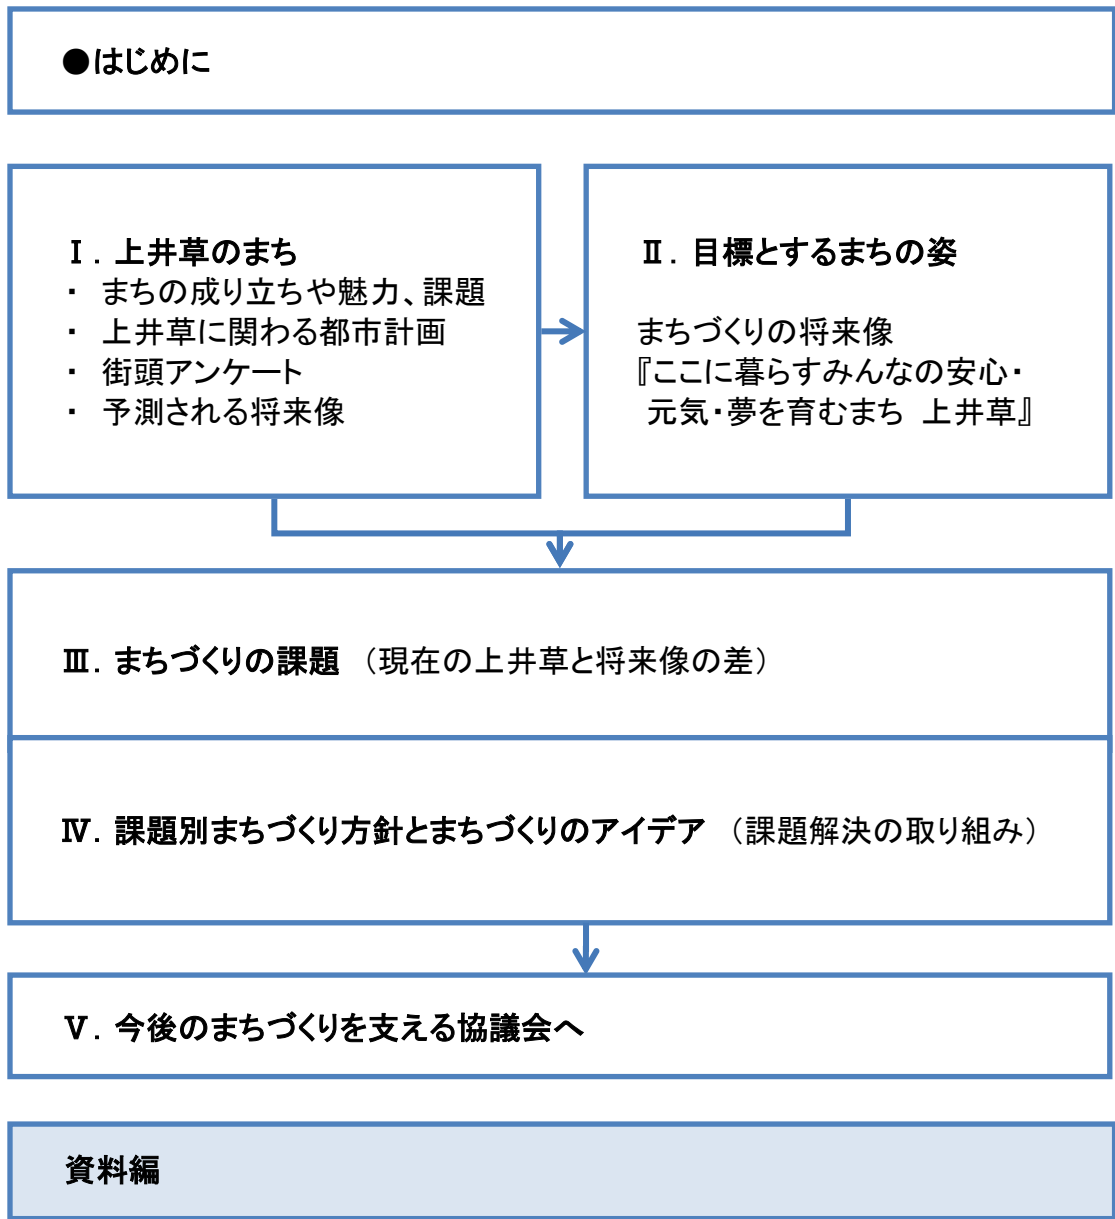 ●はじめに
Ⅰ．上井草のまち
・ まちの成り立ちや魅力、課題
・ 上井草に関わる都市計画
・ 街頭アンケート
・ 予測される将来像
Ⅱ．目標とするまちの姿
まちづくりの将来像
『ここに暮らすみんなの安心・
元気・夢を育むまち 上井草』
Ⅲ．まちづくりの課題 （現在の上井草と将来像の差）
Ⅳ．課題別まちづくり方針とまちづくりのアイデア （課題解決の取り組み）
Ⅴ．今後のまちづくりを支える協議会へ
資料編